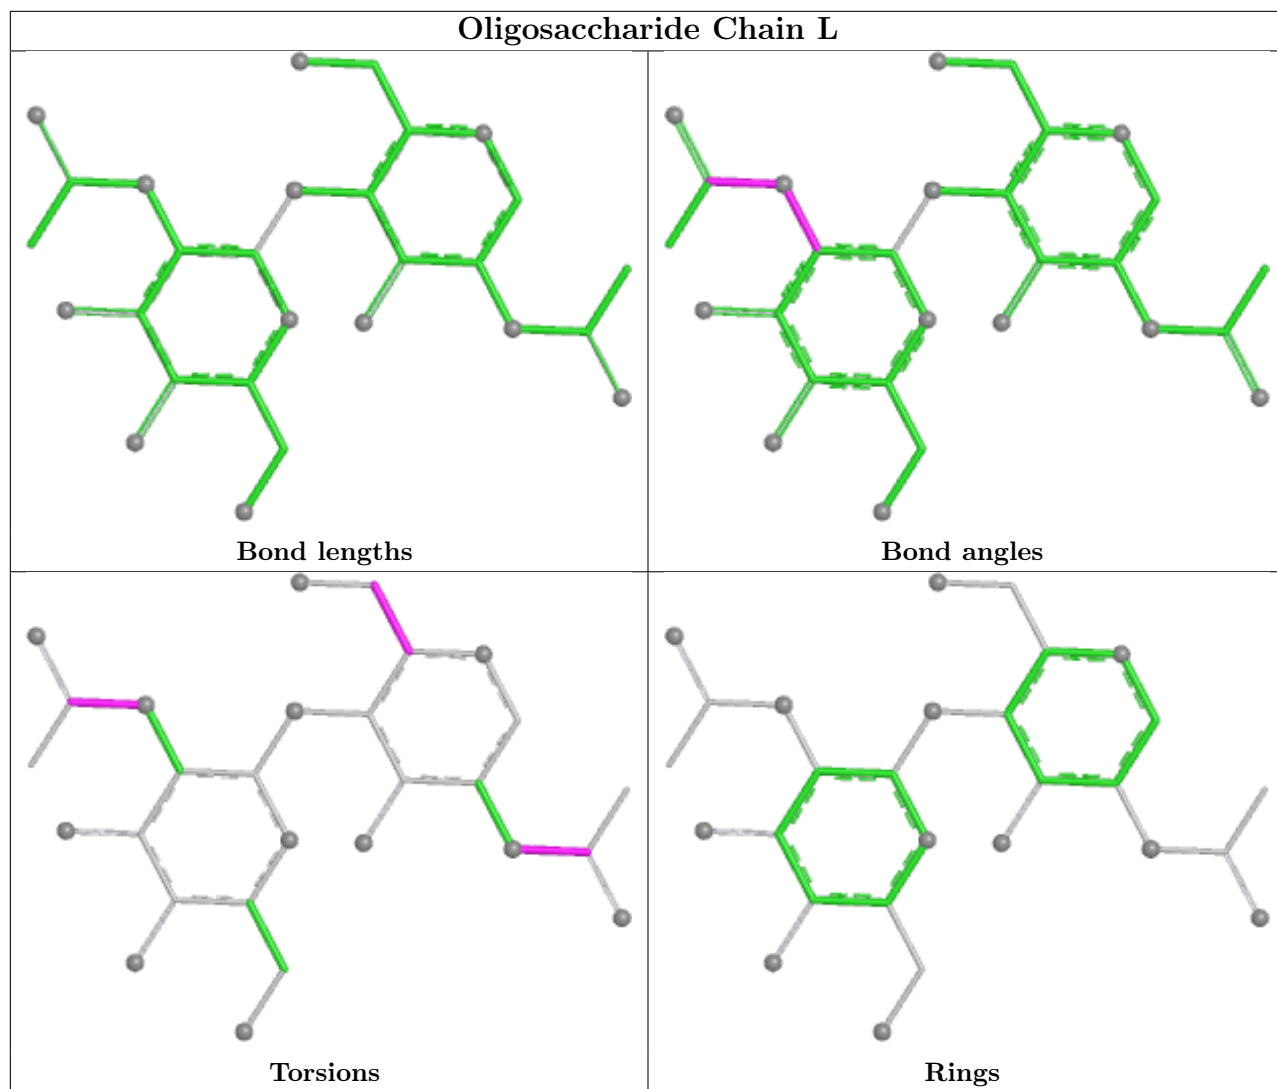 Oligosaccharide Chain L
Bond lengths
Bond angles
Torsions
Rings